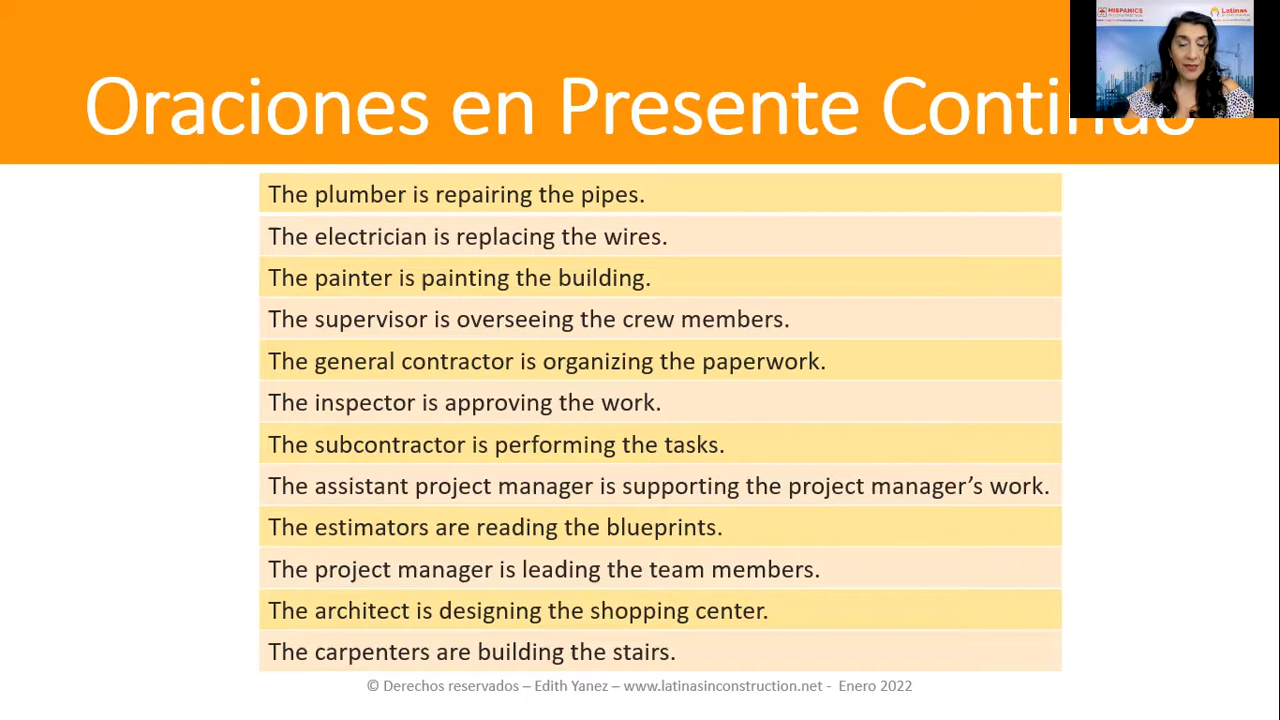 HISPANICS
Latinas
Oraciones en Presente Continuo
The plumber is repairing the pipes.
The electrician is replacing the wires.
The painter is painting the building.
The supervisor is overseeing the crew members.
The general contractor is organizing the paperwork.
The inspector is approving the work.
The subcontractor is performing the tasks.
The assistant project manager is supporting the project manager’s work.
The estimators are reading the blueprints.
The project manager is leading the team members.
The architect is designing the shopping center.
The carpenters are building the stairs.
© Derechos reservados – Edith Yanez – www.latinasinconstruction.net - Enero 2022